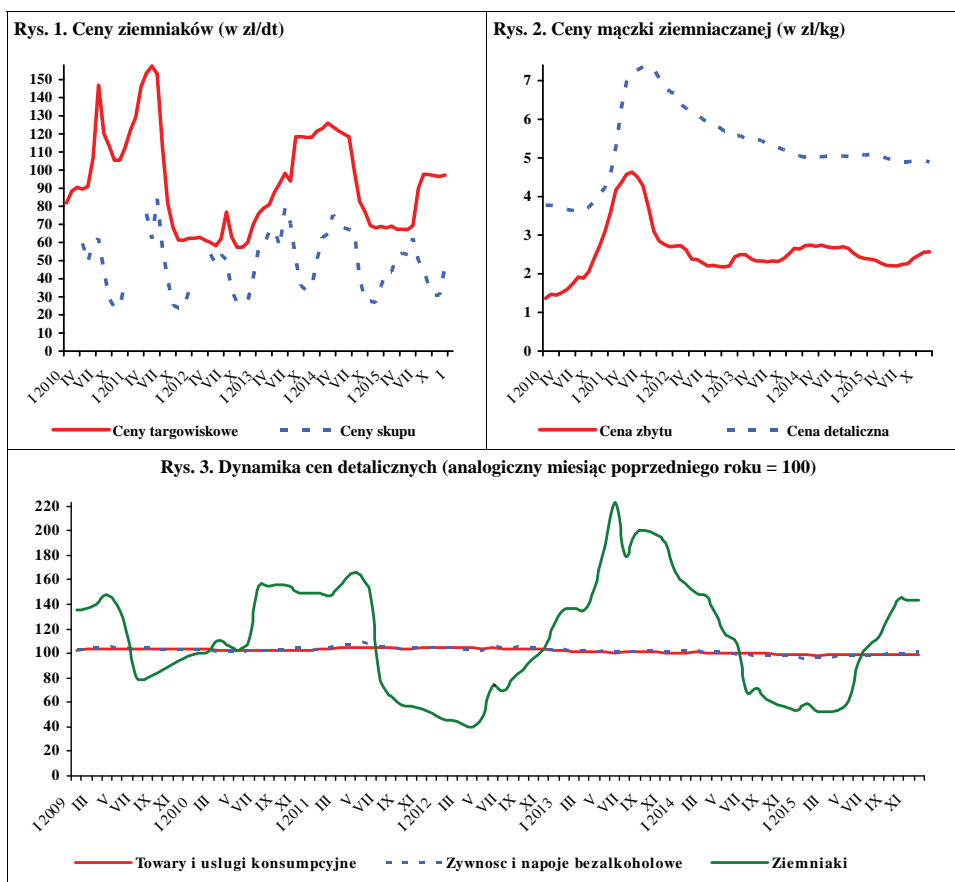 Rys. 1. Ceny ziemniaków (w zł/dt)
150
140
130
120
110
100
90
80
70
60
50
40
30
20
10
0
I 2010
IV
VII
X
I 2011
IV
VII
X
I 2012
IV
VII
X
I 2013
IV
VII
X
I 2014
IV
VII
X
I 2015
IV
VII
X
I
Ceny targowiskowe
Ceny skupu
Rys. 2. Ceny mączki ziemniaczanej (w zł/kg)
7
6
5
4
3
2
1
0
I 2010
IV
VII
X
I 2011
IV
VII
X
I 2012
IV
VII
X
I 2013
IV
VII
X
I 2014
IV
VII
X
I 2015
IV
VII
X
Cena zbytu
Cena detaliczna
Rys. 3. Dynamika cen detalicznych (analogiczny miesiąc poprzedniego roku = 100)
220
200
180
160
140
120
100
80
60
40
20
0
I 2009
III
V
VII
IX
XI
I 2010
III
V
VII
IX
XI
I 2011
III
V
VII
IX
XI
I 2012
III
V
VII
IX
XI
I 2013
III
V
VII
IX
XI
I 2014
III
V
VII
IX
XI
I 2015
III
V
VII
IX
XI
Towary i uslugi konsumpcyjne
Zywnosc i napoje bezalkoholowe
Ziemniaki